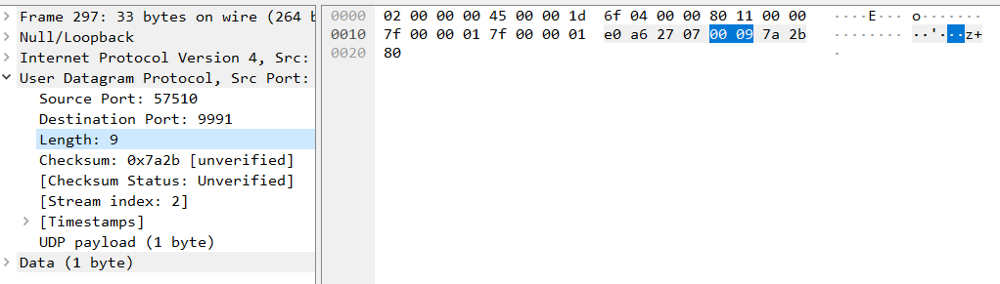 Frame 297: 33 bytes on wire (264 b
Null/Loopback
Internet Protocol Version 4, Src:
User Datagram Protocol, Src Port:
Source Port: 57510
Destination Port: 9991
Length: 9
Checksum: 0x7a2b [unverified]
[Checksum Status: Unverified]
[Stream index: 2]
[Timestamps]
UDP payload (1 byte)
Data (1 byte)
0000 02 00 00 00 45 00 00 1d 6f 04 00 00 80 11 00 00 ····E··· o·······
0010 7f 00 00 01 7f 00 00 01 e0 a6 27 07 00 09 7a 2b ········ ··'···z+
0020 80 ·